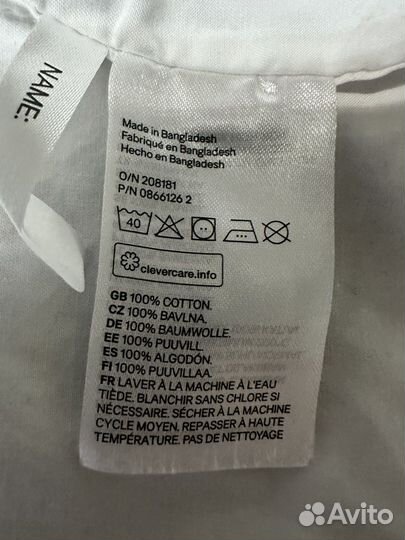 NAME:
Made in Bangladesh
Fabriqué en Bangladesh
Hecho en Bangladesh
O/N 208181
P/N 0866126 2
40
clevercare.info
GB 100% COTTON.
CZ 100% BAVLNA.
DE 100% BAUMWOLLE.
EE 100% PUUVILL.
ES 100% ALGODÓN.
FI 100% PUUVILLAA.
FR LAVER À LA MACHINE À L'EAU
TIÈDE. BLANCHIR SANS CHLORE SI
NÉCESSAIRE. SÉCHER À LA MACHINE
CYCLE MOYEN. REPASSER À HAUTE
TEMPÉRATURE. PAS DE NETTOYAGE
Avito